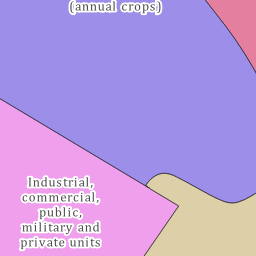 (annual crops)
Industrial,
commercial,
public,
military and
private units